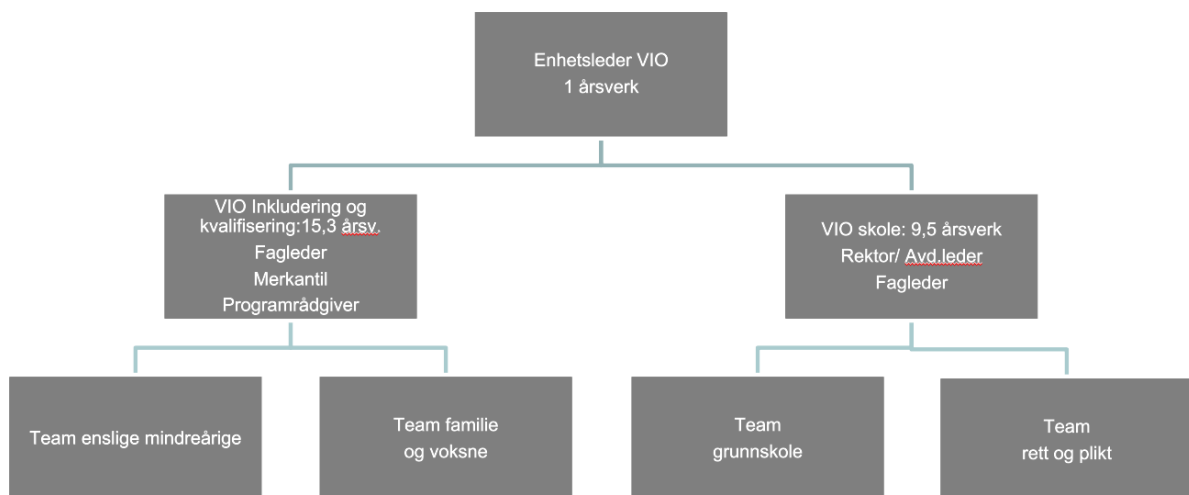 Enhetsleder VIO
1 årsverk
VIO Inkludering og
kvalifisering:15,3 årsv.
Fagleder
Merkantil
Programrådgiver
VIO skole: 9,5 årsverk
Rektor/ Avd.leder
Fagleder
Team enslige mindreårige
Team familie
og voksne
Team
grunnskole
Team
rett og plikt